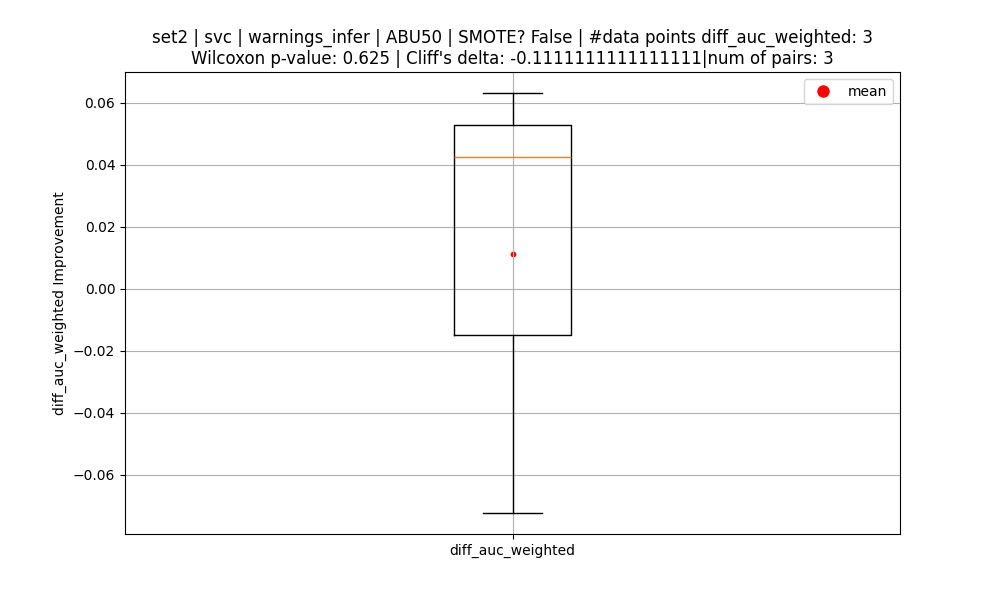 set2 | svc | warnings_infer | ABU50 | SMOTE? False | #data points diff_auc_weighted: 3
Wilcoxon p-value: 0.625 | Cliff's delta: -0.1111111111111111|num of pairs: 3
mean
0.06
0.04
0.02
0.00
−0.02
−0.04
−0.06
diff_auc_weighted Improvement
diff_auc_weighted